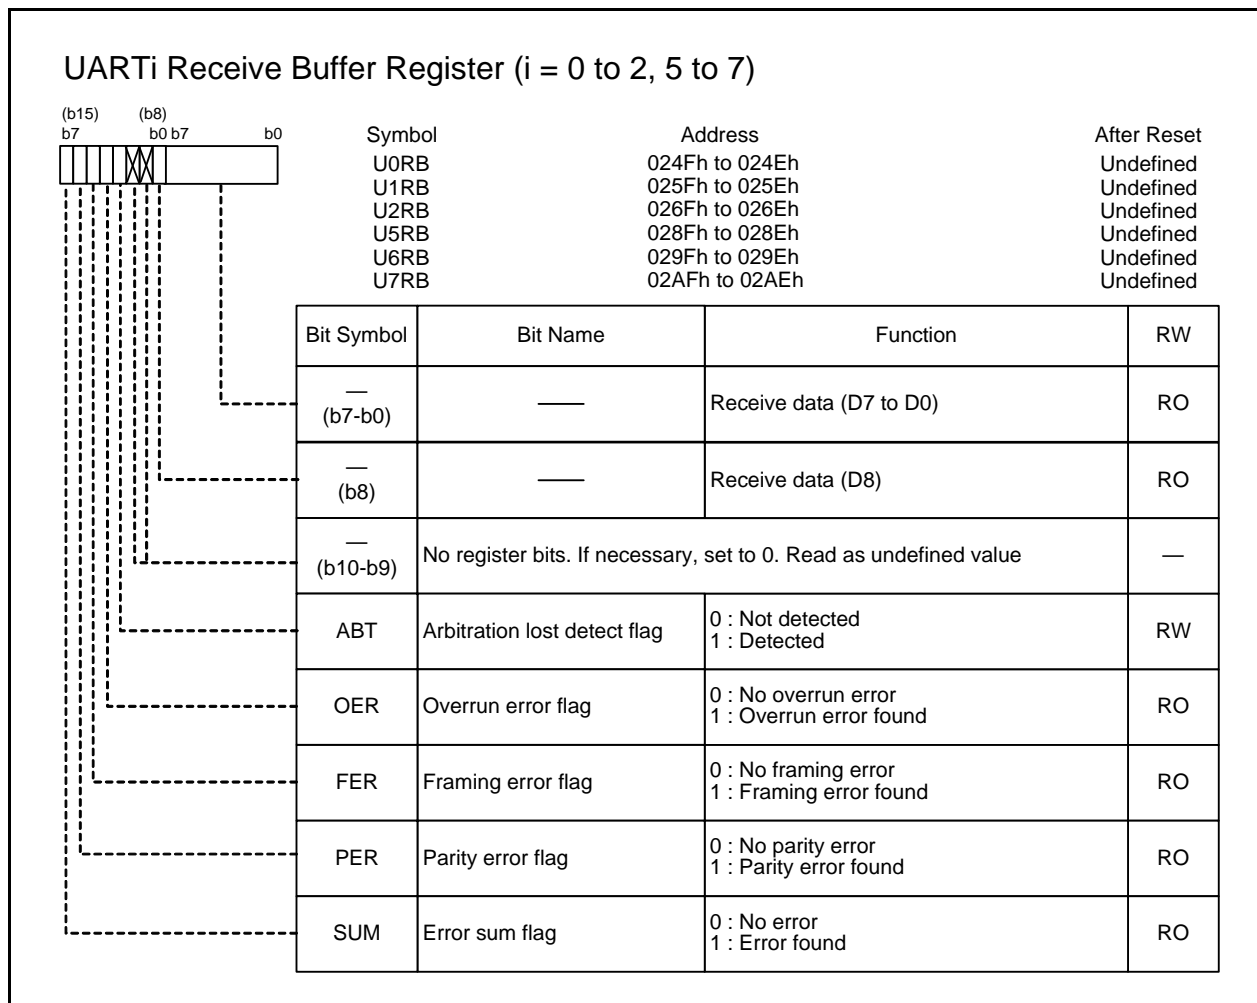 UARTi Receive Buffer Register (i = 0 to 2, 5 to 7)
(b15) (b8)
b7 b0 b7 b0
Symbol Address After Reset
U0RB 024Fh to 024Eh Undefined
U1RB 025Fh to 025Eh Undefined
U2RB 026Fh to 026Eh Undefined
U5RB 028Fh to 028Eh Undefined
U6RB 029Fh to 029Eh Undefined
U7RB 02AFh to 02AEh Undefined
Bit Symbol Bit Name Function RW
—
(b7-b0) —— Receive data (D7 to D0) RO
—
(b8) —— Receive data (D8) RO
—
(b10-b9) No register bits. If necessary, set to 0. Read as undefined value —
ABT Arbitration lost detect flag 0 : Not detected RW
1 : Detected
OER Overrun error flag 0 : No overrun error RO
1 : Overrun error found
FER Framing error flag 0 : No framing error RO
1 : Framing error found
PER Parity error flag 0 : No parity error RO
1 : Parity error found
SUM Error sum flag 0 : No error RO
1 : Error found